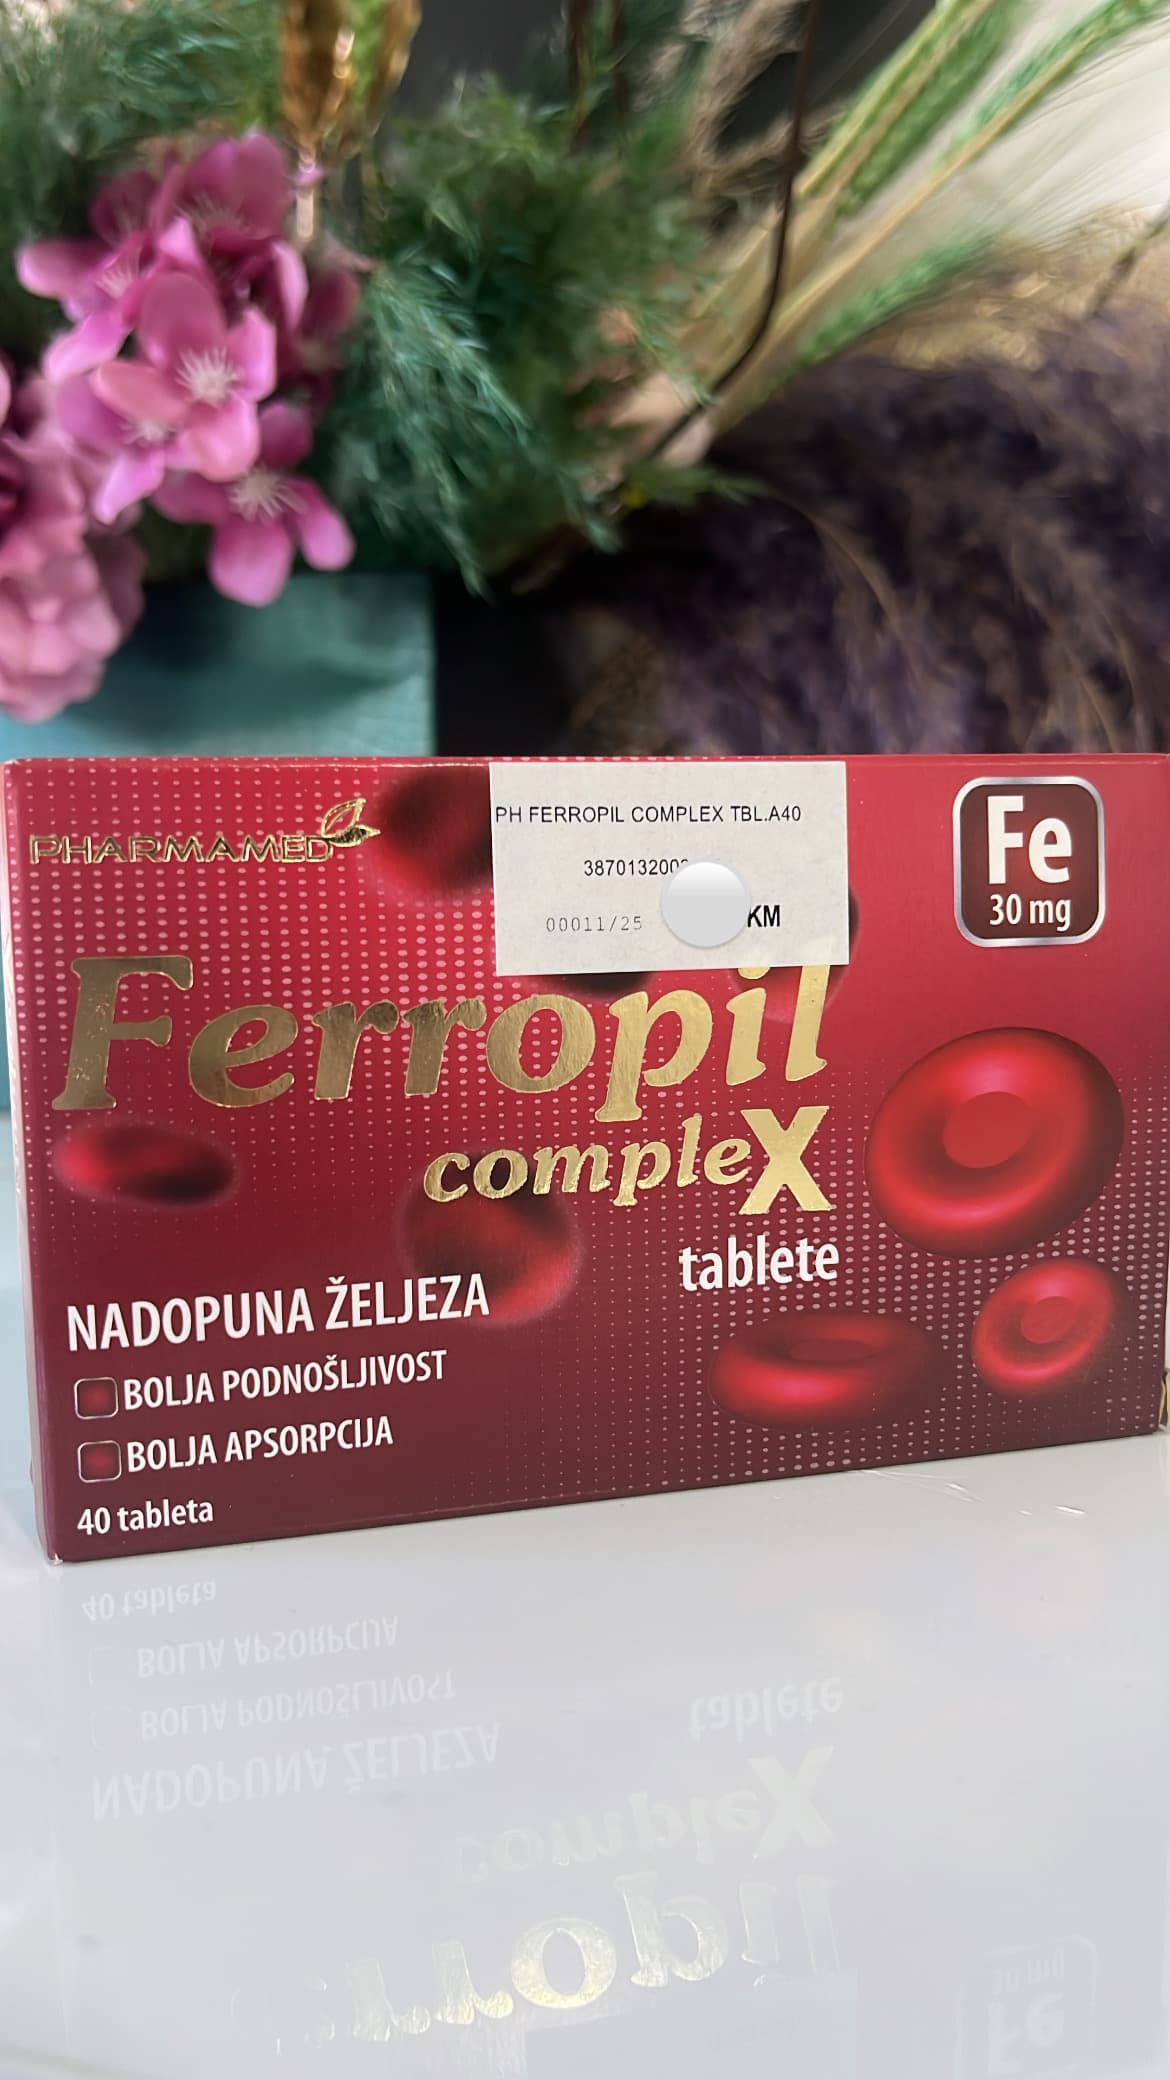 PHARMAMED
PH FERROPIL COMPLEX TBL.A40
00011/25 KM
Fe
30 mg
Ferropil
compleX
tablete
NADOPUNA ŽELJEZA
BOLJA PODNOŠLJIVOST
BOLJA APSORPCIJA
40 tableta